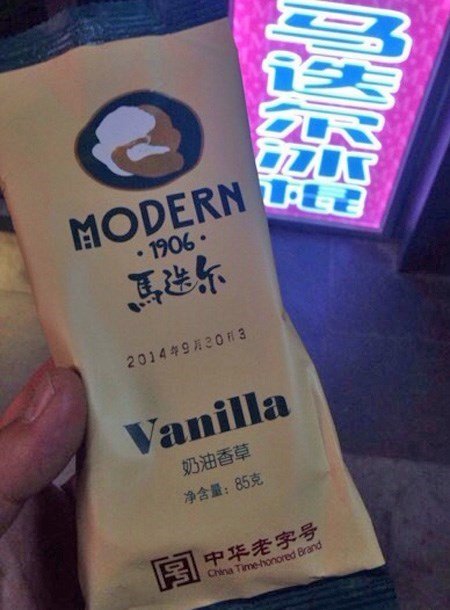 马迭尔冰棍
MODERN
·1906·
馬迭尔
2014年9月30日3
Vanilla
奶油香草
净含量：85克
中华老字号
China Time-honored Brand